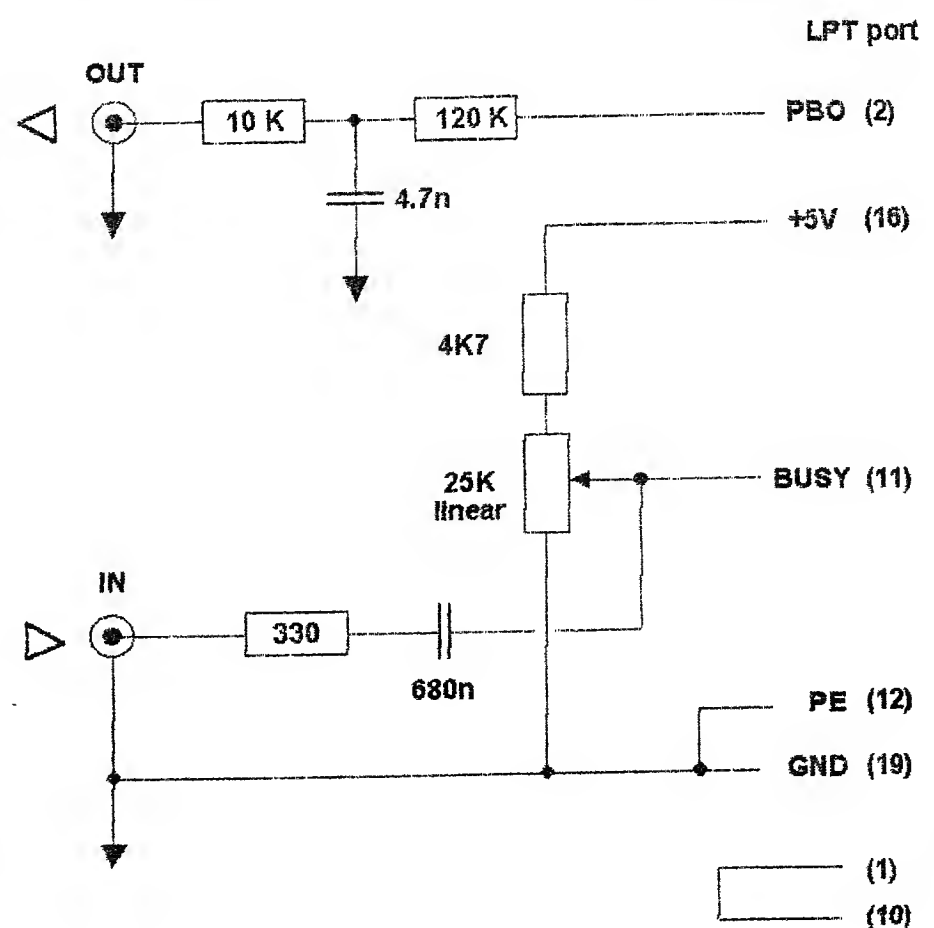 LPT port
OUT
10 K
120 K
PBO (2)
4.7n
+5V (16)
4K7
25K
linear
BUSY (11)
IN
330
680n
PE (12)
GND (19)
(1)
(10)